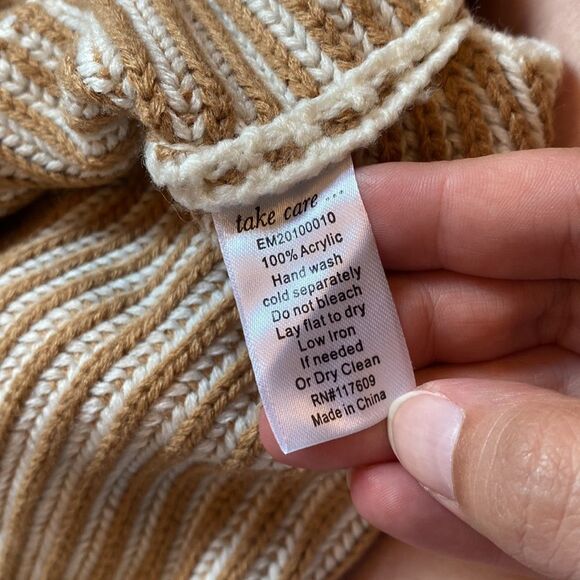 take care ...
EM20100010
100% Acrylic
Hand wash
cold separately
Do not bleach
Lay flat to dry
Low Iron
If needed
Or Dry Clean
RN#117609
Made in China